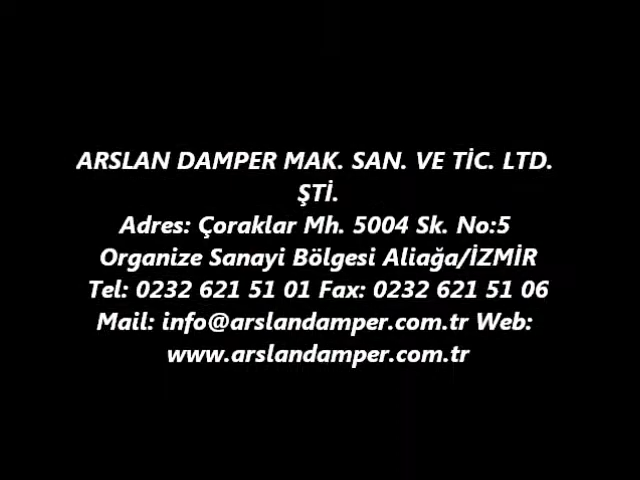 ARSLAN DAMPER MAK. SAN. VE TİC. LTD.
ŞTİ.
Adres: Çoraklar Mh. 5004 Sk. No:5
Organize Sanayi Bölgesi Aliağa/İZMİR
Tel: 0232 621 51 01 Fax: 0232 621 51 06
Mail: info@arslandamper.com.tr Web:
www.arslandamper.com.tr